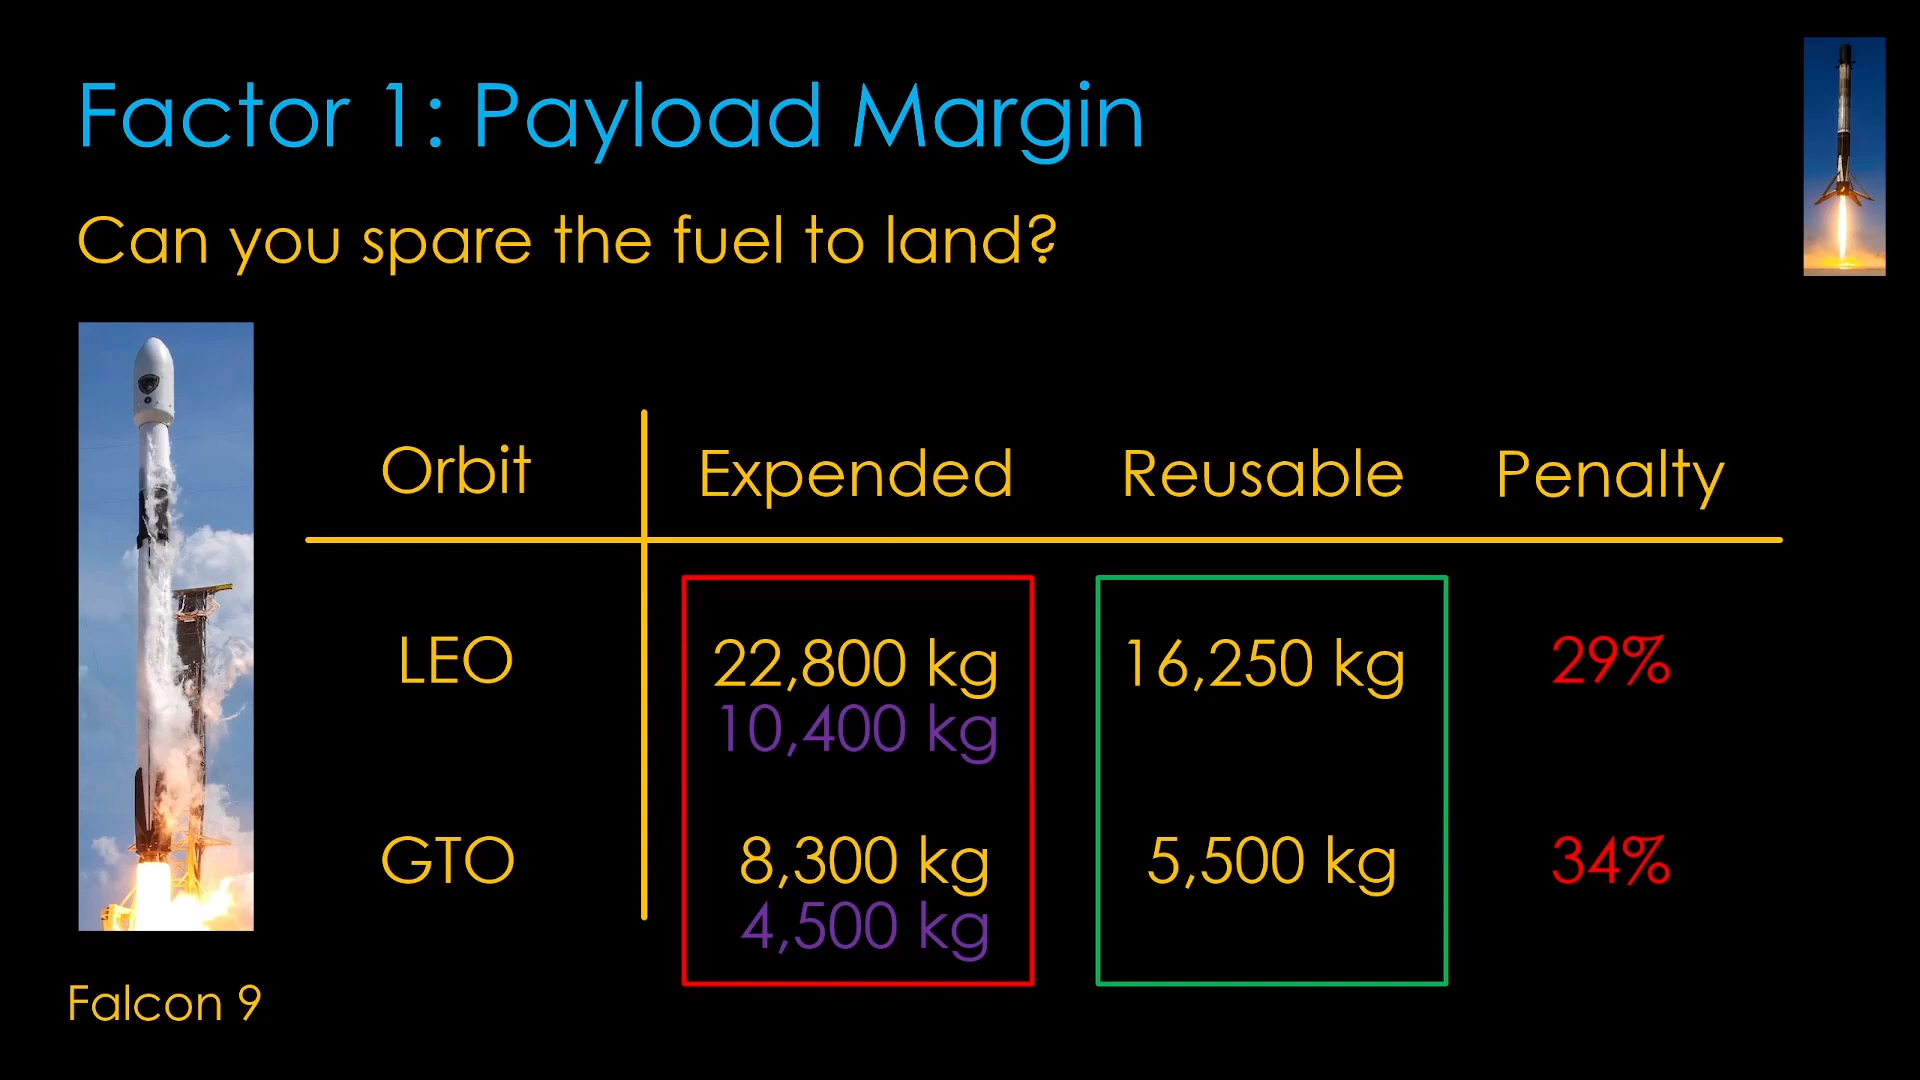 Factor 1: Payload Margin
Can you spare the fuel to land?
Orbit Expended Reusable Penalty
LEO 22,800 kg 16,250 kg 29%
10,400 kg
GTO 8,300 kg 5,500 kg 34%
4,500 kg
Falcon 9